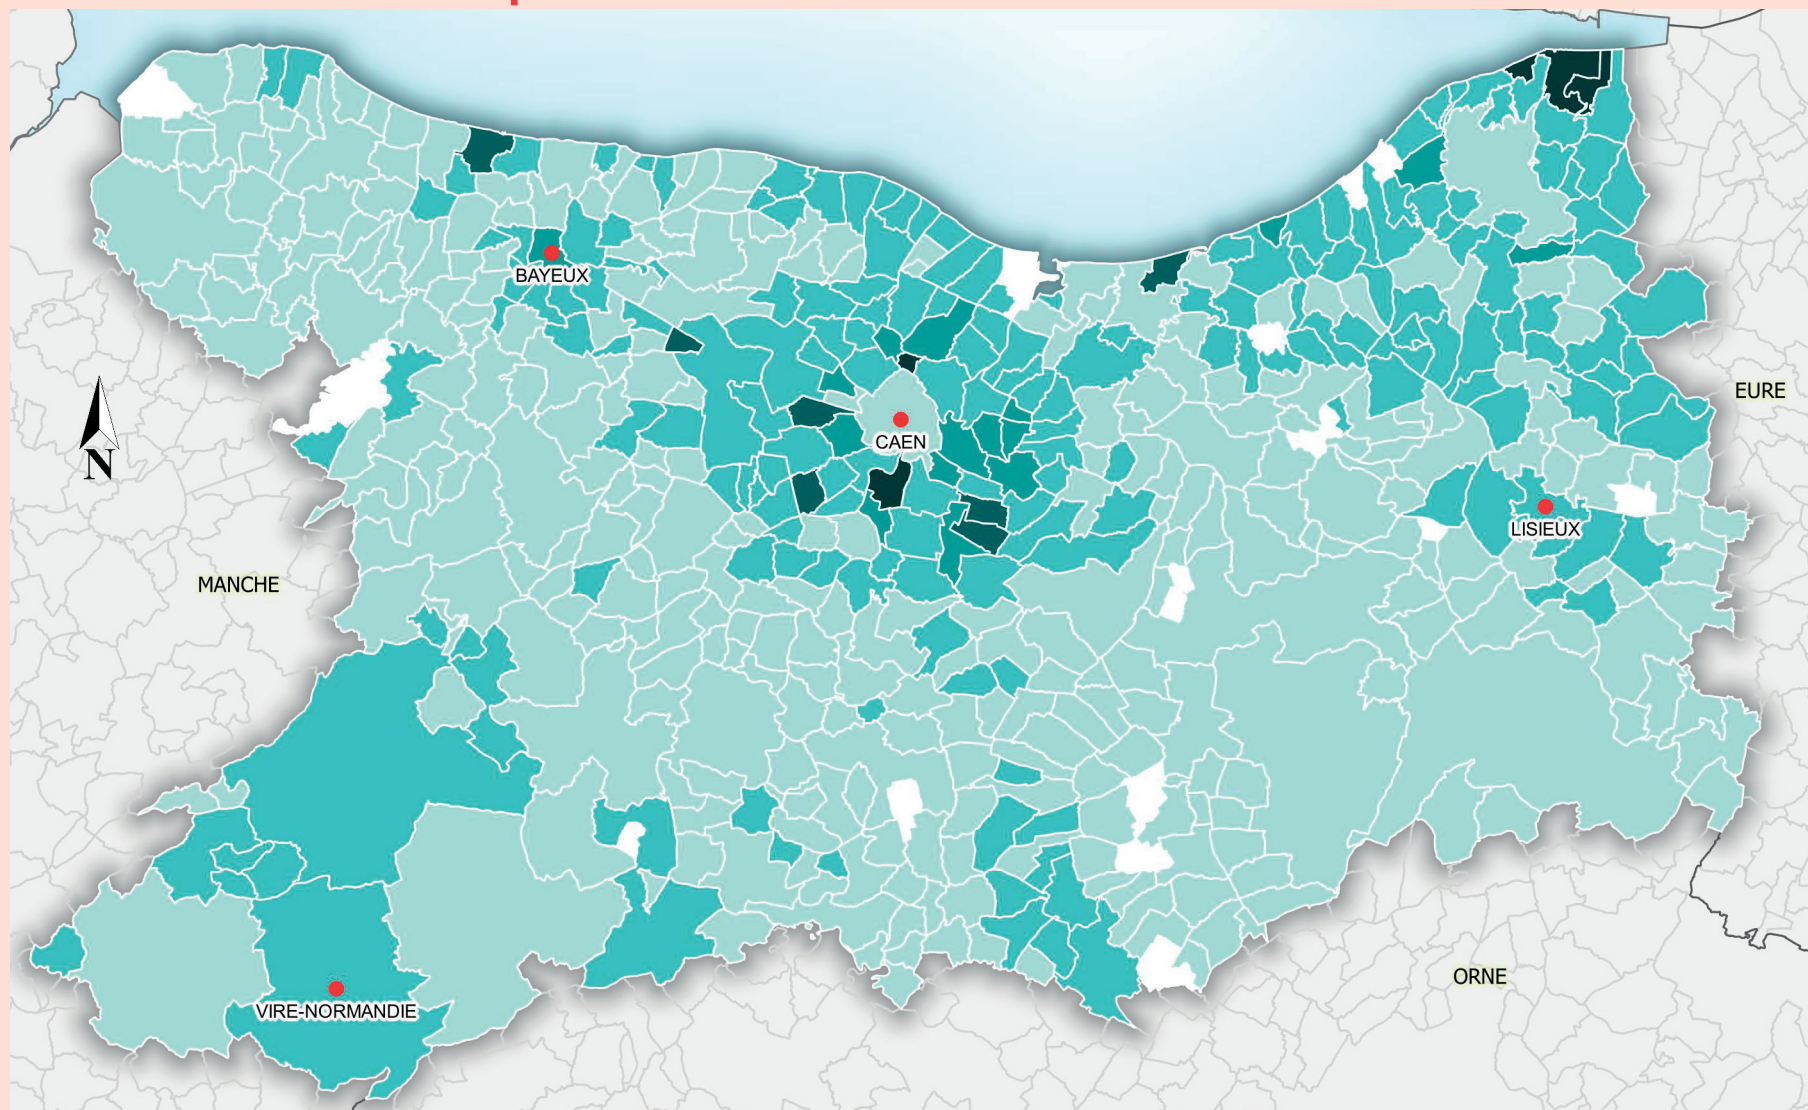 EURE
BAYEUX
CAEN
N
LISIEUX
MANCHE
ORNE
VIRE-NORMANDIE